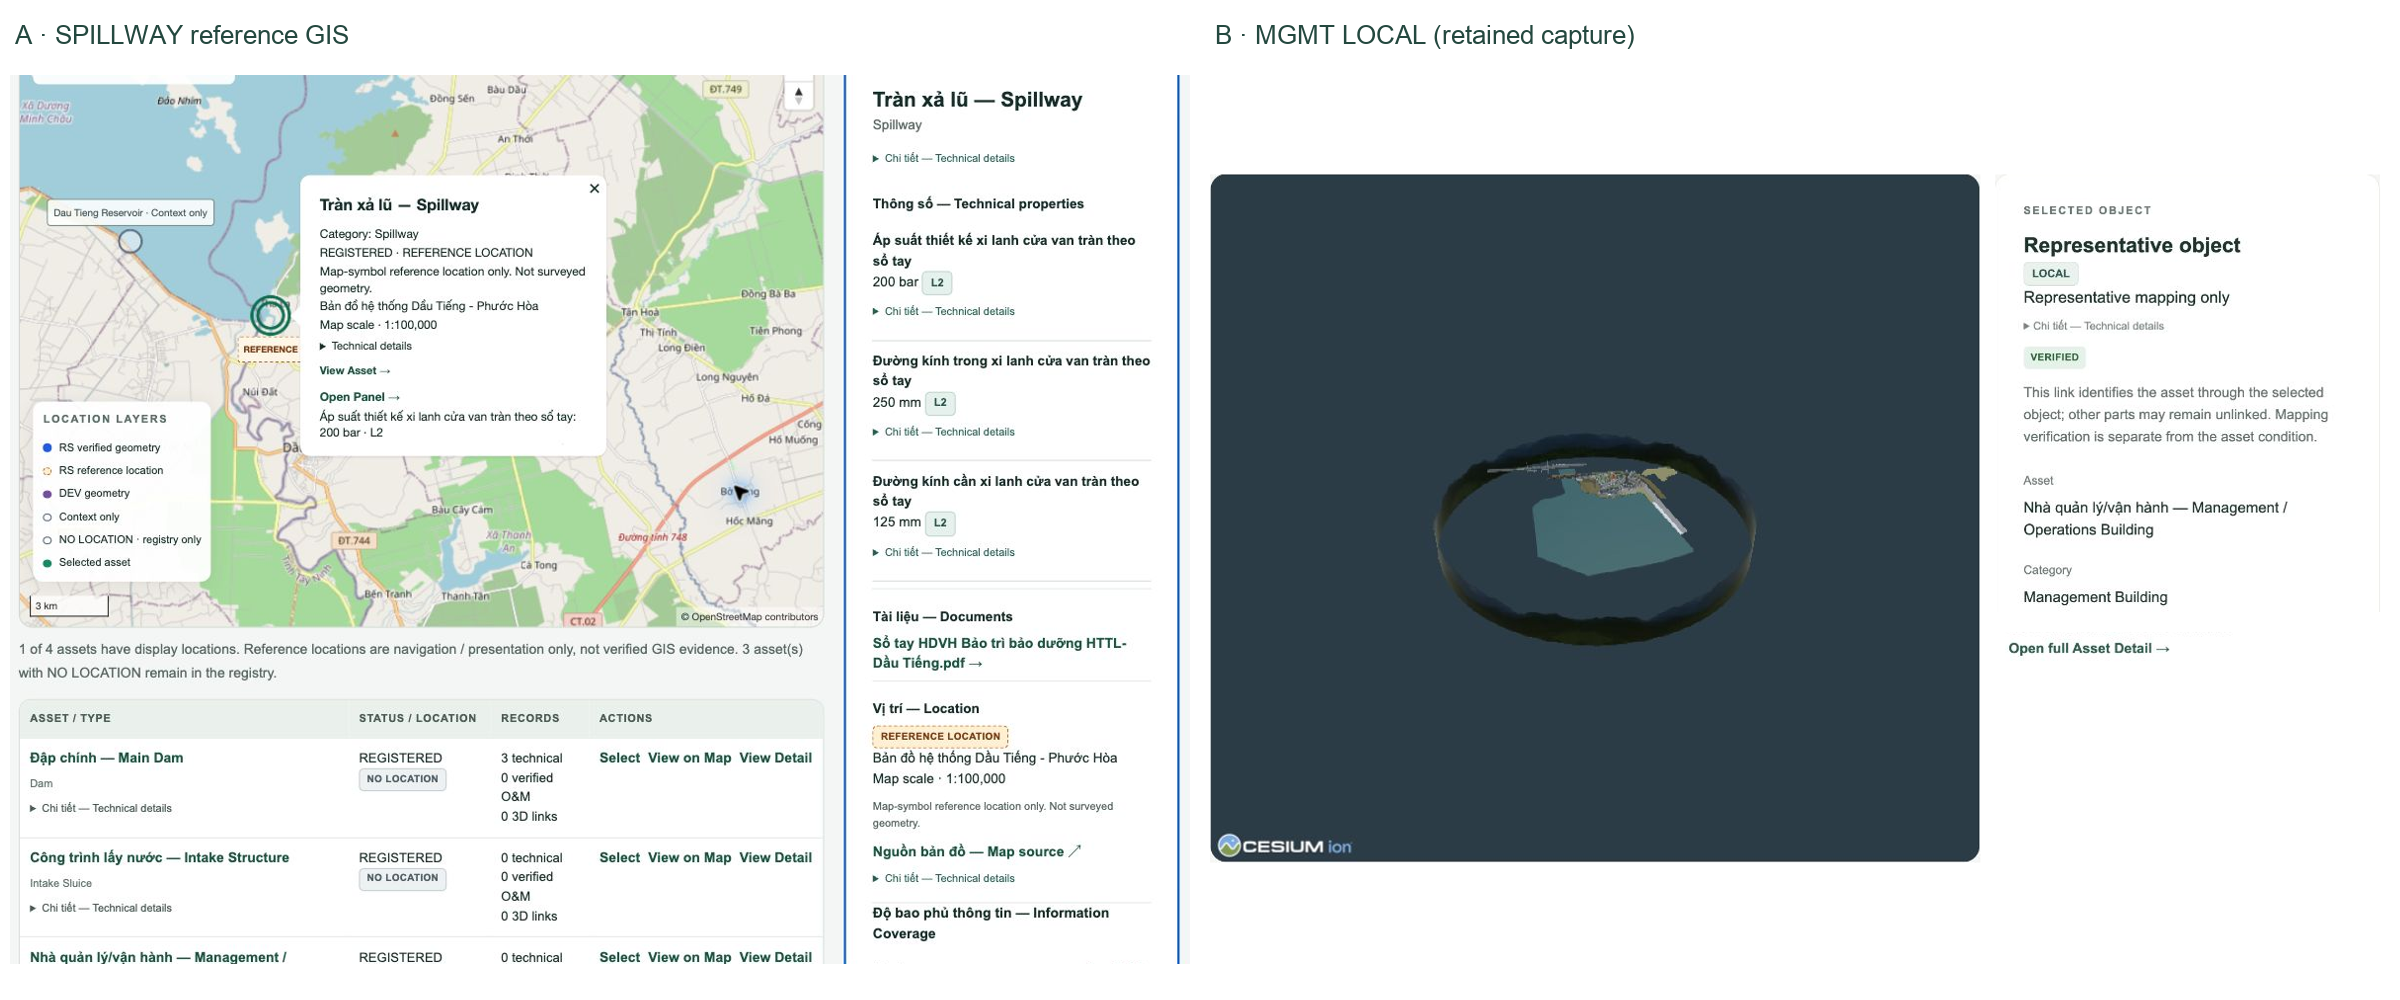 A · SPILLWAY reference GIS
B · MGMT LOCAL (retained capture)
Xã Dương
Minh Châu
Đảo Nhim
Bàu Dầu
Đồng Sến
ĐT.749
An Thới
Dau Tieng Reservoir · Context only
REFERENCE
Núi Đất
Tràn xả lũ — Spillway
Category: Spillway
REGISTERED · REFERENCE LOCATION
Map-symbol reference location only. Not surveyed
geometry.
Bản đồ hệ thống Dầu Tiếng - Phước Hòa
Map scale · 1:100,000
Technical details
View Asset →
Open Panel →
Áp suất thiết kế xi lanh cửa van tràn theo sổ tay:
200 bar · L2
Đồng Bà Ba
Tân Hoà
Thị Tính
Tiên Phong
Long Điền
Long Nguyên
Hố Đá
Cống
Hố Muồng
Hốc Măng
Bàu Cây Cám
Xã Thanh
An
Đường tỉnh 748
ĐT.744
Cà Tong
Bến Tranh
Thanh Tân
CT.02
Tỉnh Tây Ninh
LOCATION LAYERS
RS verified geometry
RS reference location
DEV geometry
Context only
NO LOCATION · registry only
Selected asset
3 km
© OpenStreetMap contributors
1 of 4 assets have display locations. Reference locations are navigation / presentation only, not verified GIS evidence. 3 asset(s)
with NO LOCATION remain in the registry.
ASSET / TYPE STATUS / LOCATION RECORDS ACTIONS
Đập chính — Main Dam REGISTERED 3 technical Select View on Map View Detail
Dam NO LOCATION 0 verified
O&M
Chi tiết — Technical details 0 3D links
Công trình lấy nước — Intake Structure REGISTERED 0 technical Select View on Map View Detail
Intake Sluice NO LOCATION 0 verified
O&M
Chi tiết — Technical details 0 3D links
Nhà quản lý/vận hành — Management / REGISTERED 0 technical Select View on Map View Detail
Tràn xả lũ — Spillway
Spillway
Chi tiết — Technical details
Thông số — Technical properties
Áp suất thiết kế xi lanh cửa van tràn theo
sổ tay
200 bar L2
Chi tiết — Technical details
Đường kính trong xi lanh cửa van tràn theo
sổ tay
250 mm L2
Chi tiết — Technical details
Đường kính cần xi lanh cửa van tràn theo
sổ tay
125 mm L2
Chi tiết — Technical details
Tài liệu — Documents
Sổ tay HDVH Bảo trì bảo dưỡng HTTL-
Dầu Tiếng.pdf →
Vị trí — Location
REFERENCE LOCATION
Bản đồ hệ thống Dầu Tiếng - Phước Hòa
Map scale · 1:100,000
Map-symbol reference location only. Not surveyed
geometry.
Nguồn bản đồ — Map source ↗
Chi tiết — Technical details
Độ bao phủ thông tin — Information
Coverage
CESIUM ion
SELECTED OBJECT
Representative object
LOCAL
Representative mapping only
Chi tiết — Technical details
VERIFIED
This link identifies the asset through the selected
object; other parts may remain unlinked. Mapping
verification is separate from the asset condition.
Asset
Nhà quản lý/vận hành — Management /
Operations Building
Category
Management Building
Open full Asset Detail →